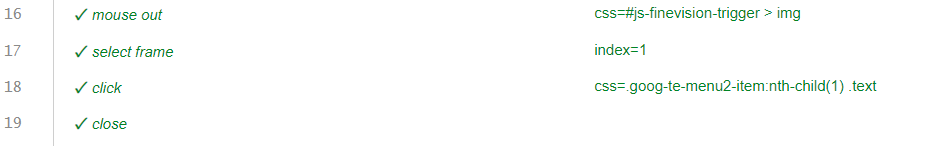 16 ✓ mouse out css=#js-finevision-trigger > img
17 ✓ select frame index=1
18 ✓ click css=.goog-te-menu2-item:nth-child(1) .text
19 ✓ close